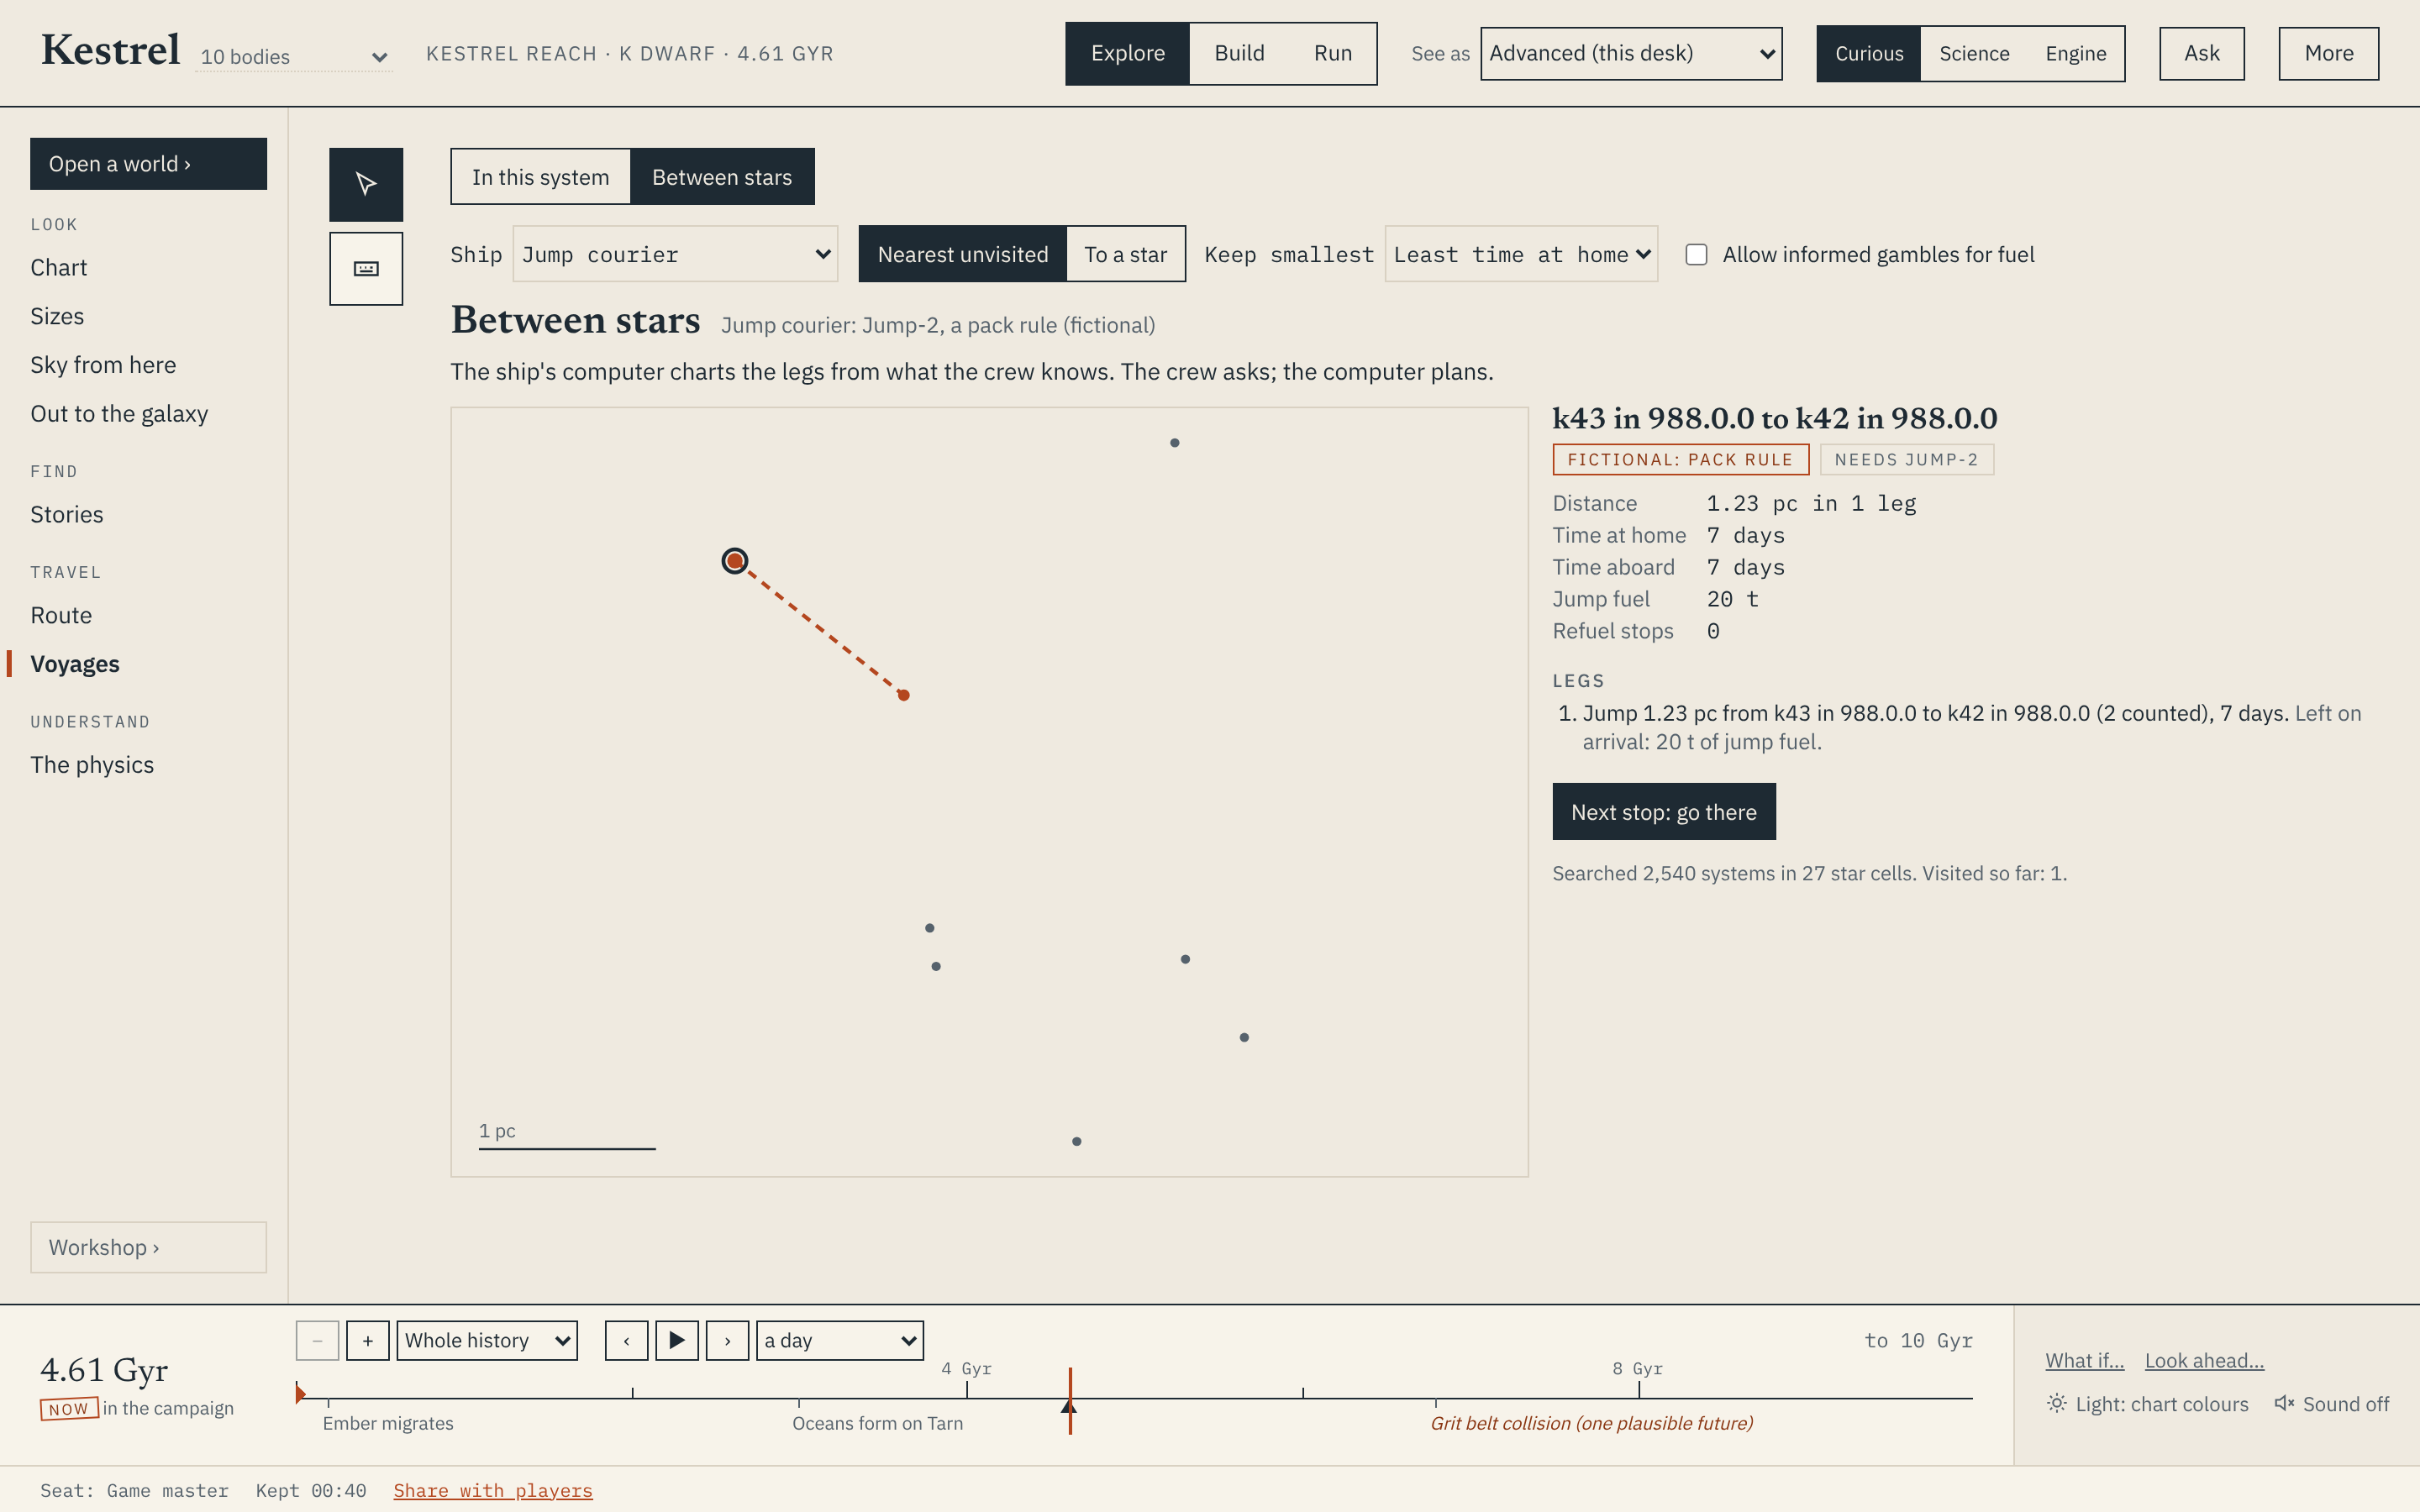 Kestrel 10 bodies KESTREL REACH · K DWARF · 4.61 GYR Explore Build Run See as Advanced (this desk) Curious Science Engine Ask More
Open a world ›
LOOK
Chart
Sizes
Sky from here
Out to the galaxy
FIND
Stories
TRAVEL
Route
Voyages
UNDERSTAND
The physics
Workshop ›
In this system Between stars
Ship Jump courier Nearest unvisited To a star Keep smallest Least time at home Allow informed gambles for fuel
Between stars Jump courier: Jump-2, a pack rule (fictional)
The ship's computer charts the legs from what the crew knows. The crew asks; the computer plans.
1 pc
k43 in 988.0.0 to k42 in 988.0.0
FICTIONAL: PACK RULE NEEDS JUMP-2
Distance 1.23 pc in 1 leg
Time at home 7 days
Time aboard 7 days
Jump fuel 20 t
Refuel stops 0
LEGS
1. Jump 1.23 pc from k43 in 988.0.0 to k42 in 988.0.0 (2 counted), 7 days. Left on
arrival: 20 t of jump fuel.
Next stop: go there
Searched 2,540 systems in 27 star cells. Visited so far: 1.
4.61 Gyr
NOW in the campaign
− + Whole history ‹ › a day to 10 Gyr
4 Gyr 8 Gyr
Ember migrates Oceans form on Tarn Grit belt collision (one plausible future)
What if... Look ahead...
Light: chart colours Sound off
Seat: Game master Kept 00:40 Share with players